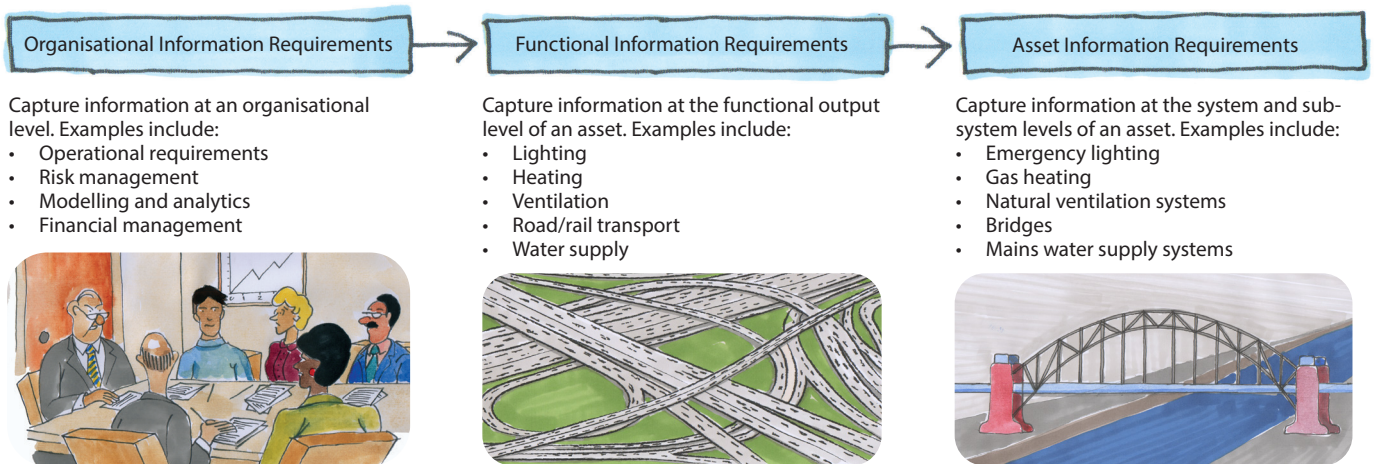 Organisational Information Requirements
Functional Information Requirements
Asset Information Requirements
Capture information at an organisational
level. Examples include:
• Operational requirements
• Risk management
• Modelling and analytics
• Financial management
Capture information at the functional output
level of an asset. Examples include:
• Lighting
• Heating
• Ventilation
• Road/rail transport
• Water supply
Capture information at the system and sub-
system levels of an asset. Examples include:
• Emergency lighting
• Gas heating
• Natural ventilation systems
• Bridges
• Mains water supply systems